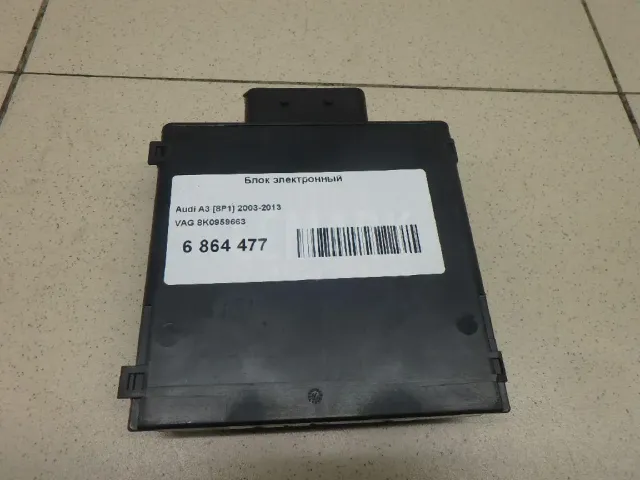 Блок электронный
Audi A3 [8P1] 2003-2013
VAG 8K0959663
6 864 477